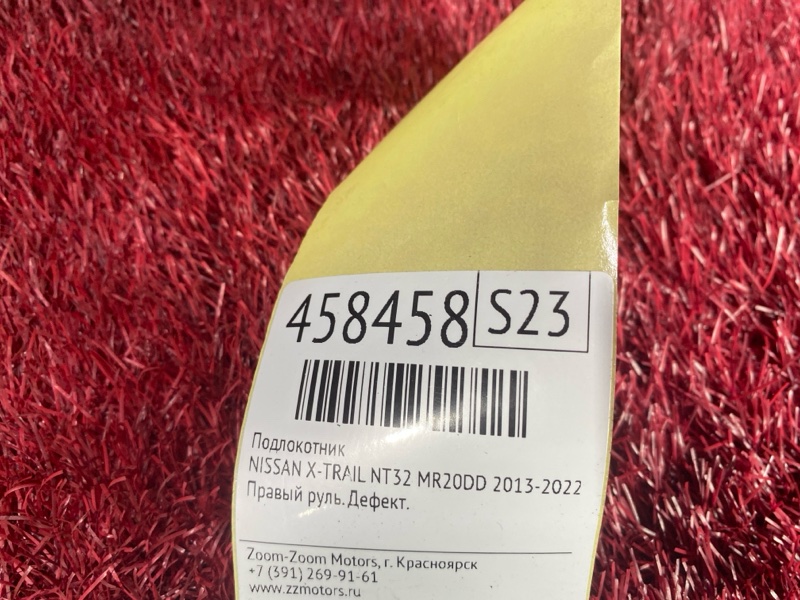 458458 S23
Подлокотник
NISSAN X-TRAIL NT32 MR20DD 2013-2022
Правый руль. Дефект.
Zoom-Zoom Motors, г. Красноярск
+7 (391) 269-91-61
www.zzmotors.ru